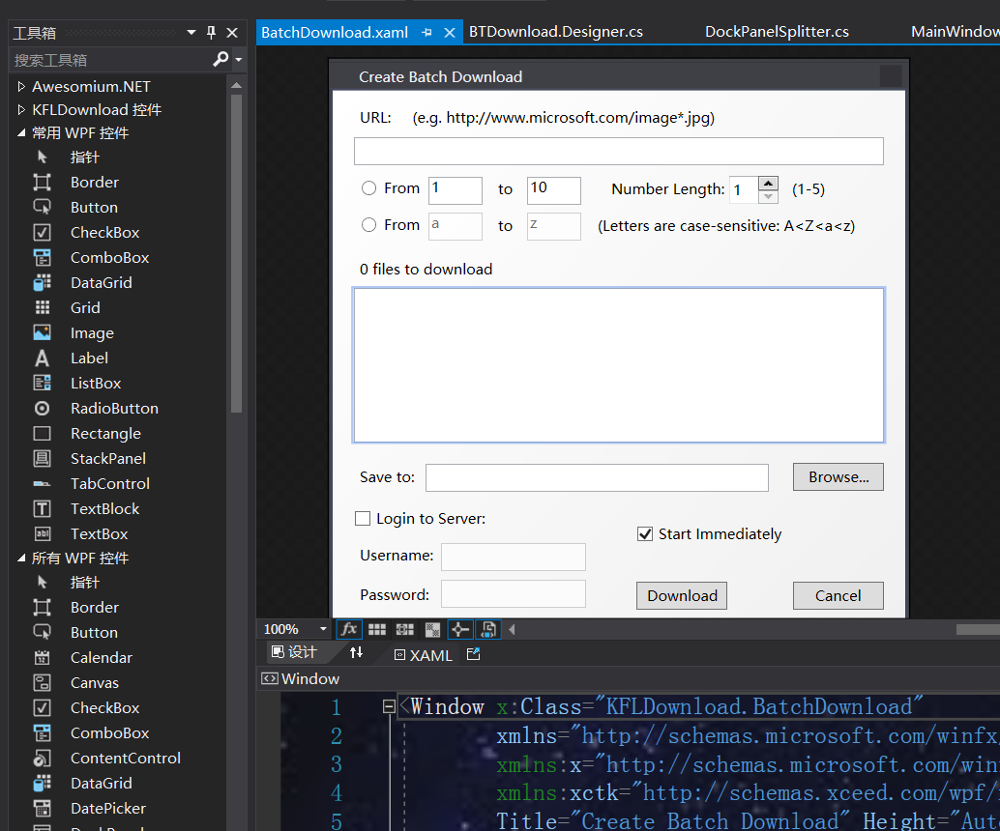 工具箱
搜索工具箱
Awesomium.NET
KFLDownload 控件
常用 WPF 控件
指针
Border
Button
CheckBox
ComboBox
DataGrid
Grid
Image
Label
ListBox
RadioButton
Rectangle
StackPanel
TabControl
TextBlock
TextBox
所有 WPF 控件
指针
Border
Button
Calendar
Canvas
CheckBox
ComboBox
ContentControl
DataGrid
DatePicker
BatchDownload.xaml BTDownload.Designer.cs DockPanelSplitter.cs MainWindow
Create Batch Download
URL: (e.g. http://www.microsoft.com/image*.jpg)
From 1 to 10 Number Length: 1 (1-5)
From a to z (Letters are case-sensitive: A<Z<a<z)
0 files to download
Save to: Browse...
Login to Server:
Start Immediately
Username:
Password: Download Cancel
100% fx
设计 XAML
Window
1 <Window x:Class="KFLDownload.BatchDownload"
2 xmlns="http://schemas.microsoft.com/winfx/
3 xmlns:x="http://schemas.microsoft.com/win
4 xmlns:xctk="http://schemas.xceed.com/wpf/
5 Title="Create Batch Download" Height="Aut